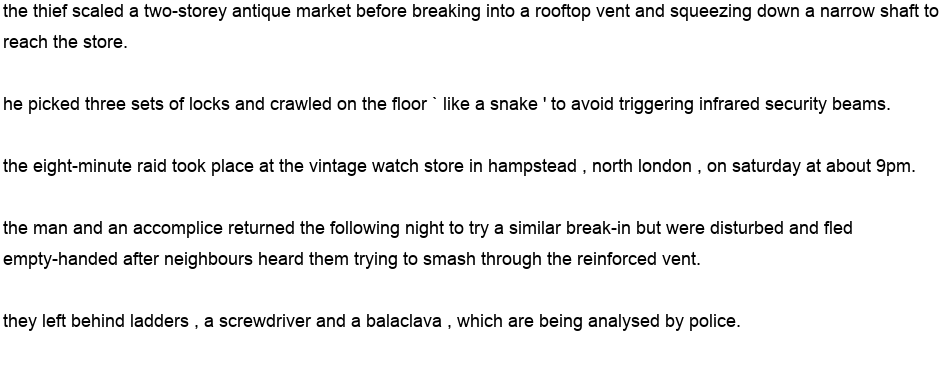 the thief scaled a two-storey antique market before breaking into a rooftop vent and squeezing down a narrow shaft to
reach the store.
he picked three sets of locks and crawled on the floor ` like a snake ' to avoid triggering infrared security beams.
the eight-minute raid took place at the vintage watch store in hampstead , north london , on saturday at about 9pm.
the man and an accomplice returned the following night to try a similar break-in but were disturbed and fled
empty-handed after neighbours heard them trying to smash through the reinforced vent.
they left behind ladders , a screwdriver and a balaclava , which are being analysed by police.